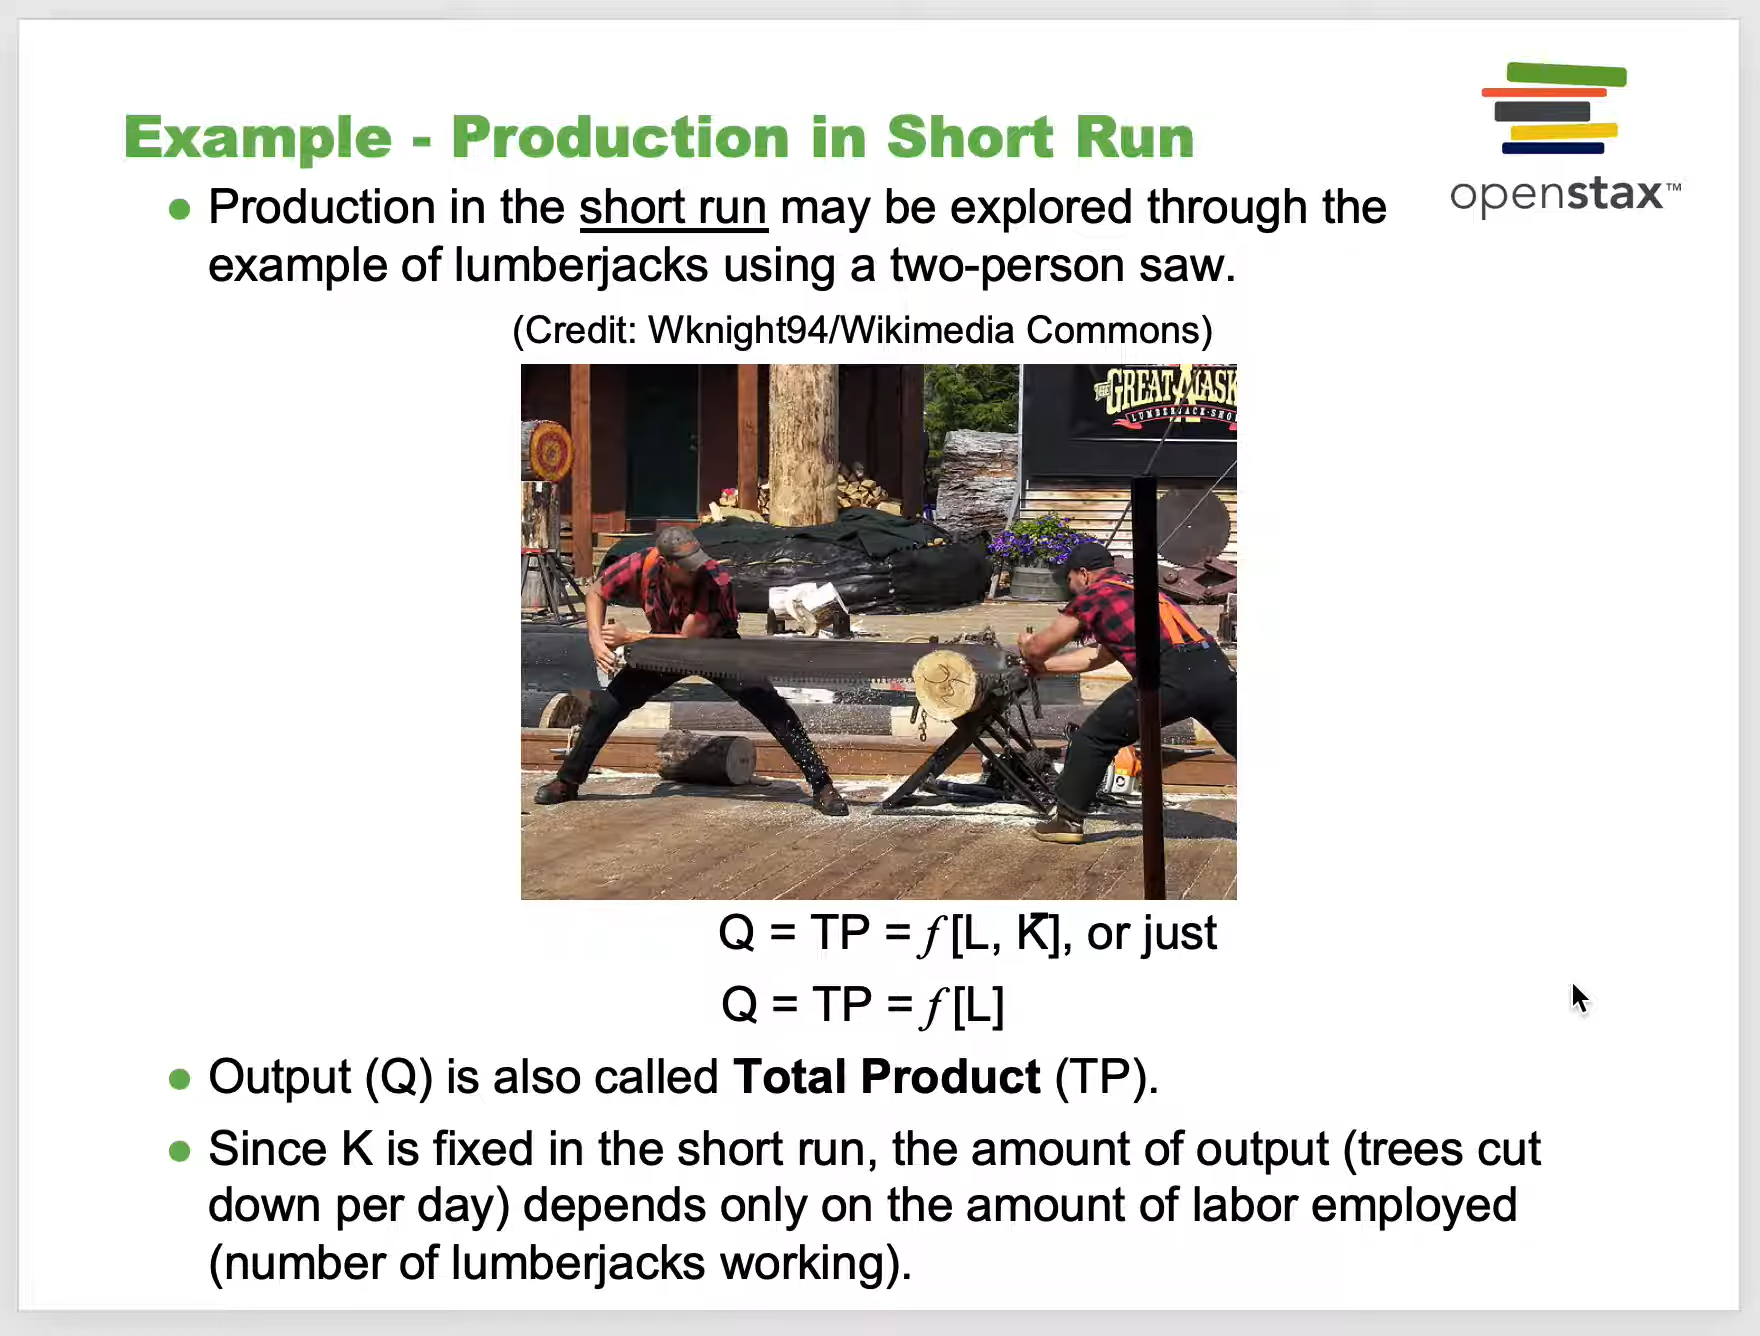 Example - Production in Short Run
openstax™
● Production in the short run may be explored through the
example of lumberjacks using a two-person saw.
(Credit: Wknight94/Wikimedia Commons)
THE GREAT ALASK
LUMBERJACK SHO
Q = TP = f [L, K̅], or just
Q = TP = f [L]
● Output (Q) is also called Total Product (TP).
● Since K is fixed in the short run, the amount of output (trees cut
down per day) depends only on the amount of labor employed
(number of lumberjacks working).